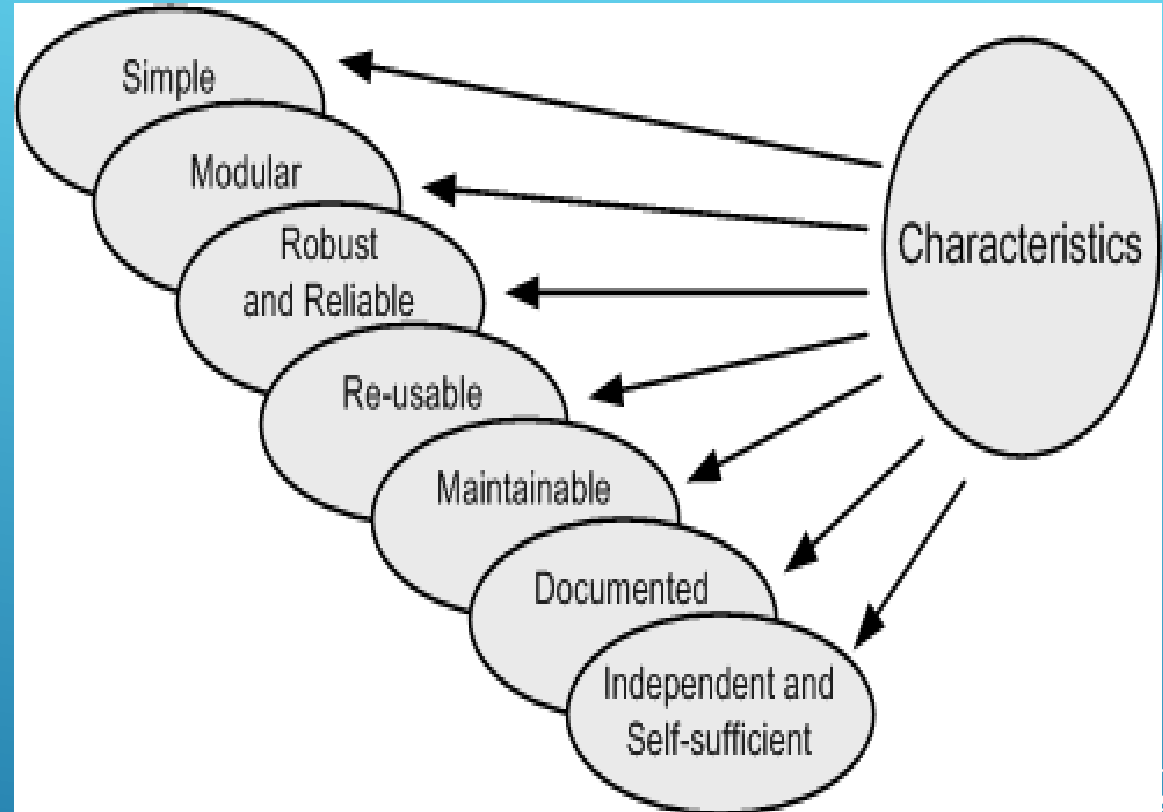 Simple
Modular
Robust
and Reliable
Characteristics
Re-usable
Maintainable
Documented
Independent and
Self-sufficient